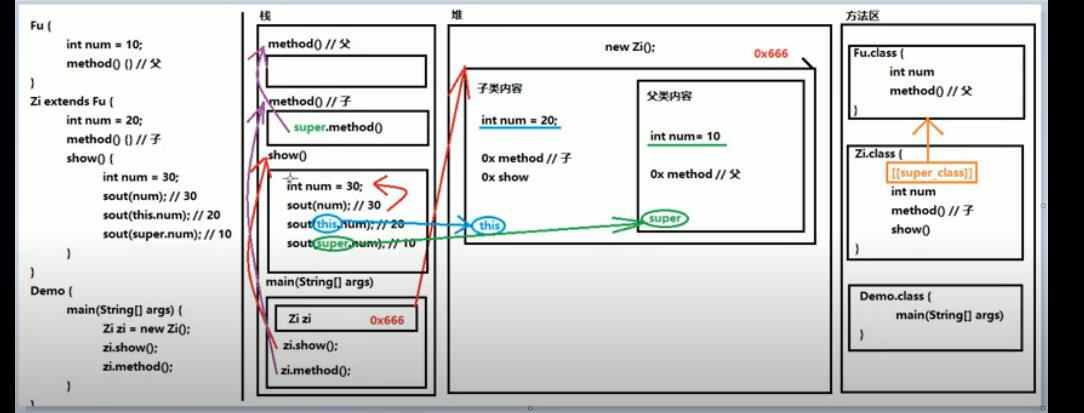 Fu {
int num = 10;
method() {} // 父
}
Zi extends Fu {
int num = 20;
method() {} // 子
show() {
int num = 30;
sout(num); // 30
sout(this.num); // 20
sout(super.num); // 10
}
}
Demo {
main(String[] args) {
Zi zi = new Zi();
zi.show();
zi.method();
}
}
栈
method() // 父
method() // 子
super.method()
show()
int num = 30;
sout(num); // 30
sout(this.num); // 20
sout(super.num); // 10
main(String[] args)
Zi zi 0x666
zi.show();
zi.method();
堆
new Zi();
0x666
子类内容
int num = 20;
0x method // 子
0x show
this
父类内容
int num= 10
0x method // 父
super
方法区
Fu.class {
int num
method() // 父
}
Zi.class {
[[super_class]]
int num
method() // 子
show()
}
Demo.class {
main(String[] args)
}